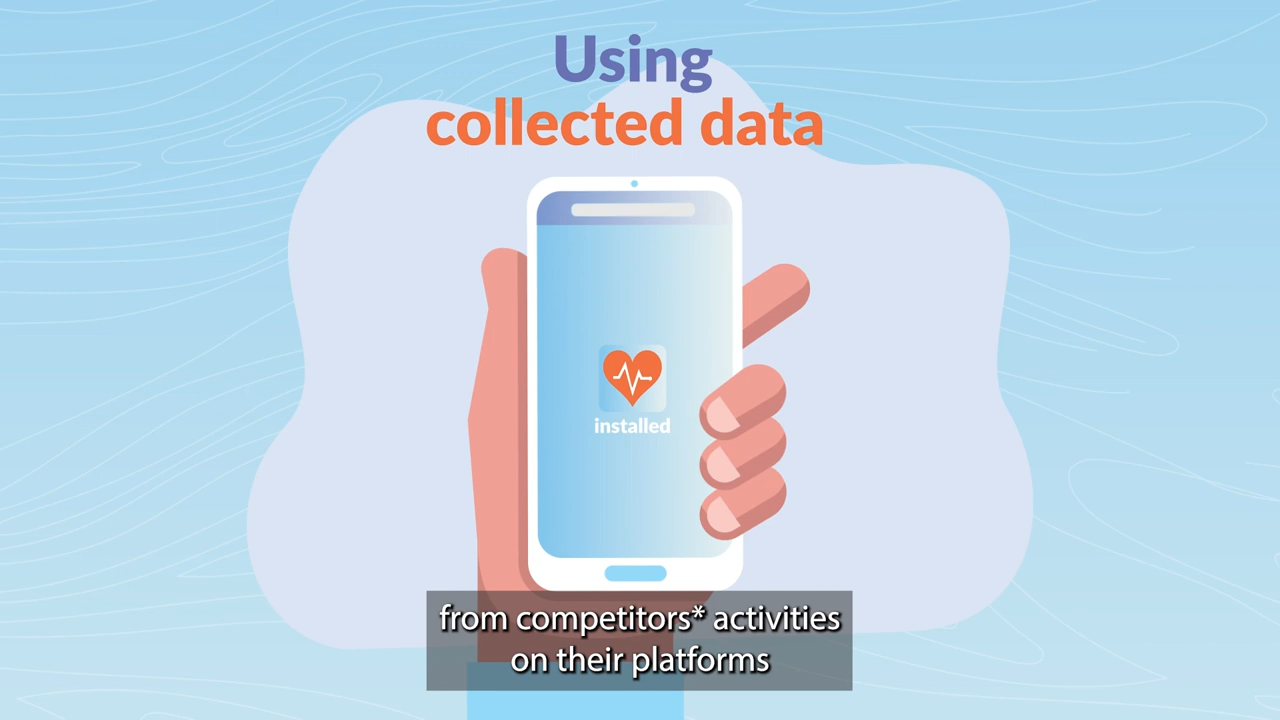 Using
collected data
installed
from competitors* activities
on their platforms